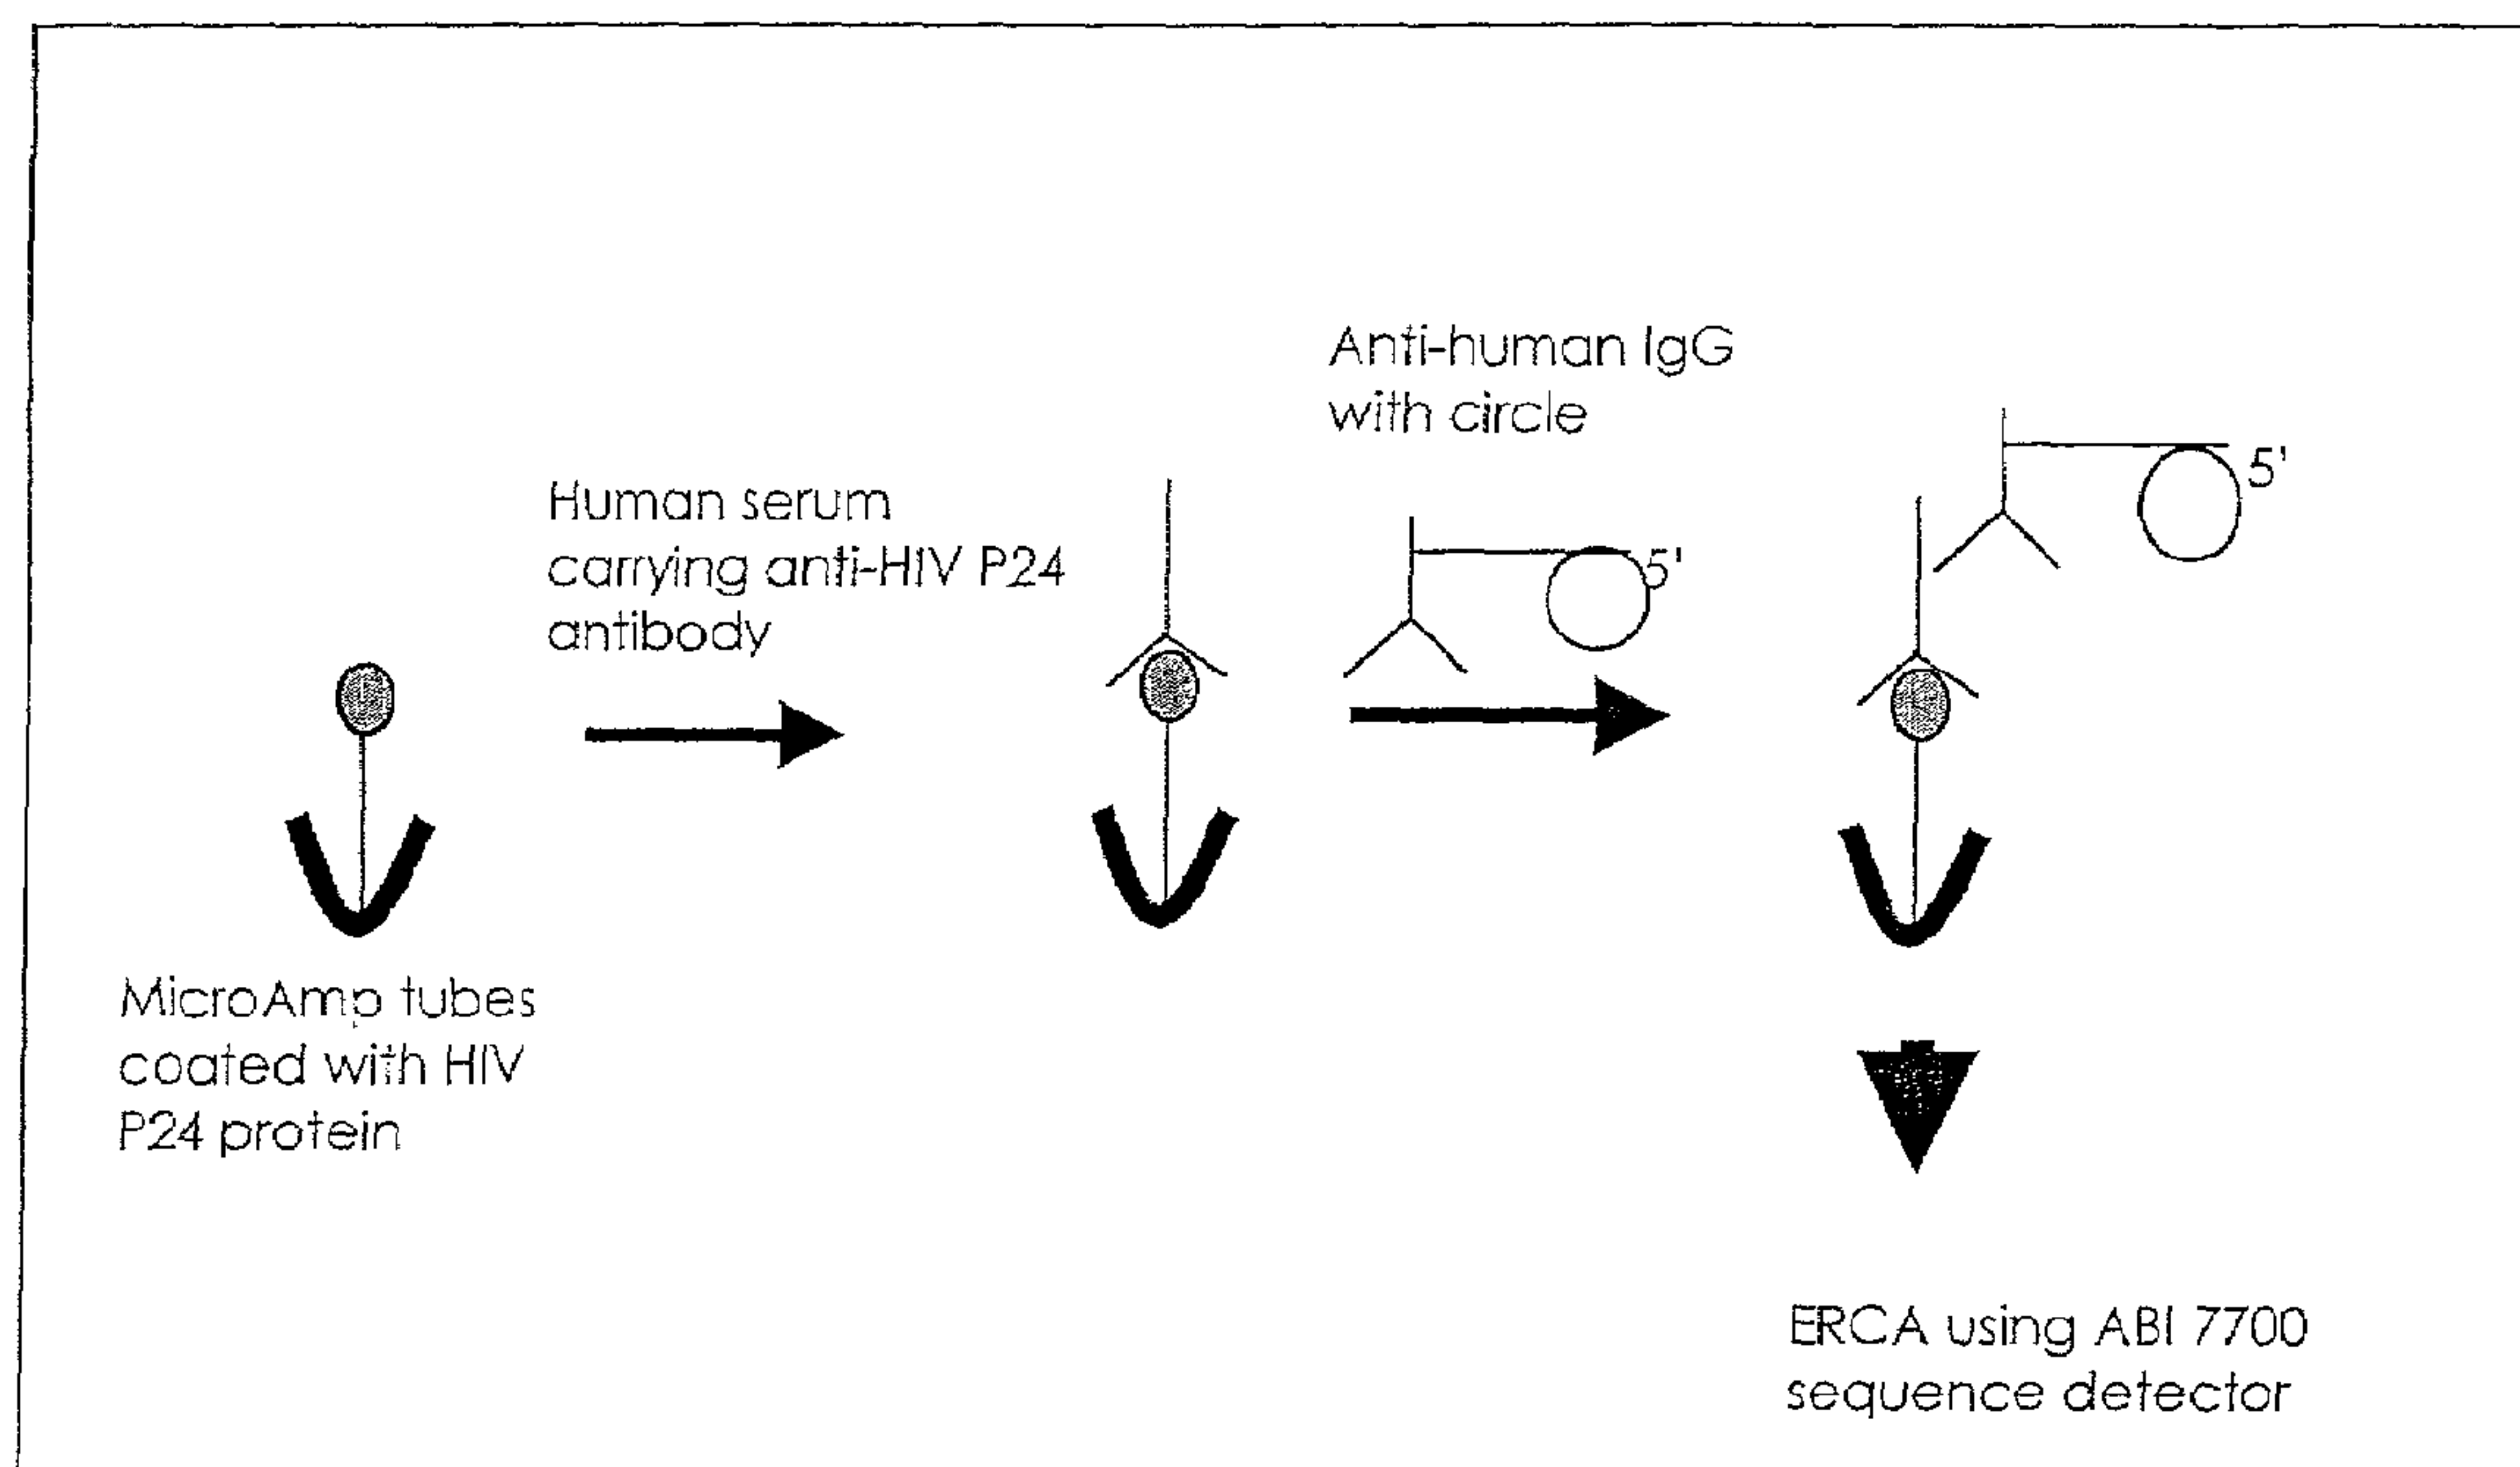 Anti-human IgG
with circle
5'
Human serum
carrying anti-HIV P24
antibody
5'
MicroAmp tubes
coated with HIV
P24 protein
ERCA using ABI 7700
sequence detector